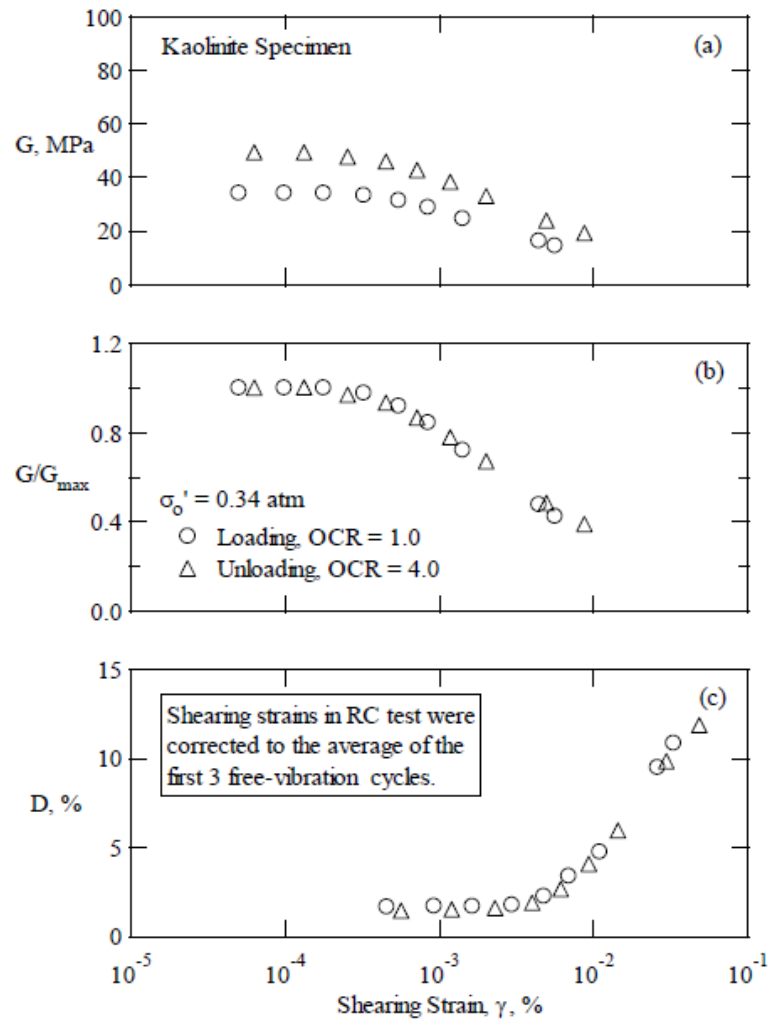 100
Kaolinite Specimen
(a)
80
60
G, MPa
40
20
0
1.2
(b)
0.8
G/Gmax
σo' = 0.34 atm
0.4
Loading, OCR = 1.0
Unloading, OCR = 4.0
0.0
15
(c)
Shearing strains in RC test were
corrected to the average of the
first 3 free-vibration cycles.
10
D, %
5
0
10-5
10-4
10-3
10-2
10-1
Shearing Strain, γ, %